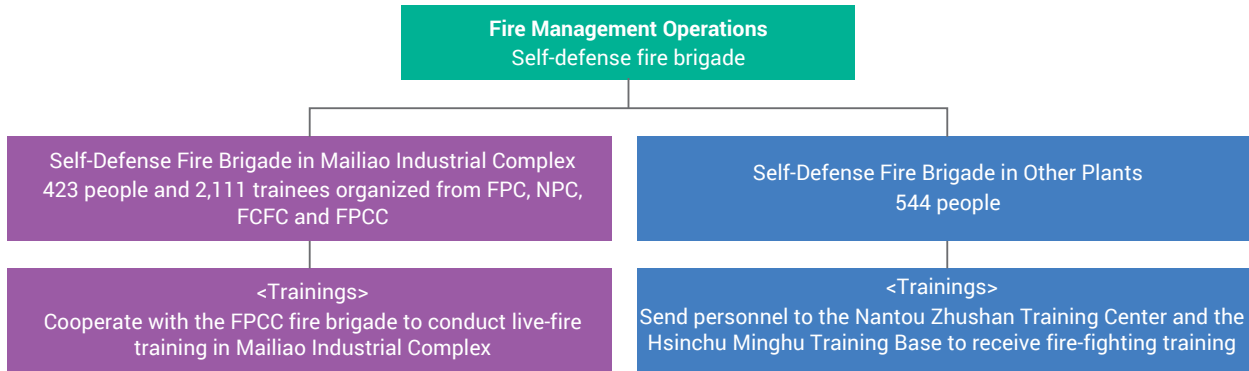 Fire Management Operations
Self-defense fire brigade
Self-Defense Fire Brigade in Mailiao Industrial Complex
423 people and 2,111 trainees organized from FPC, NPC,
FCFC and FPCC
Self-Defense Fire Brigade in Other Plants
544 people
<Trainings>
Cooperate with the FPCC fire brigade to conduct live-fire
training in Mailiao Industrial Complex
<Trainings>
Send personnel to the Nantou Zhushan Training Center and the
Hsinchu Minghu Training Base to receive fire-fighting training